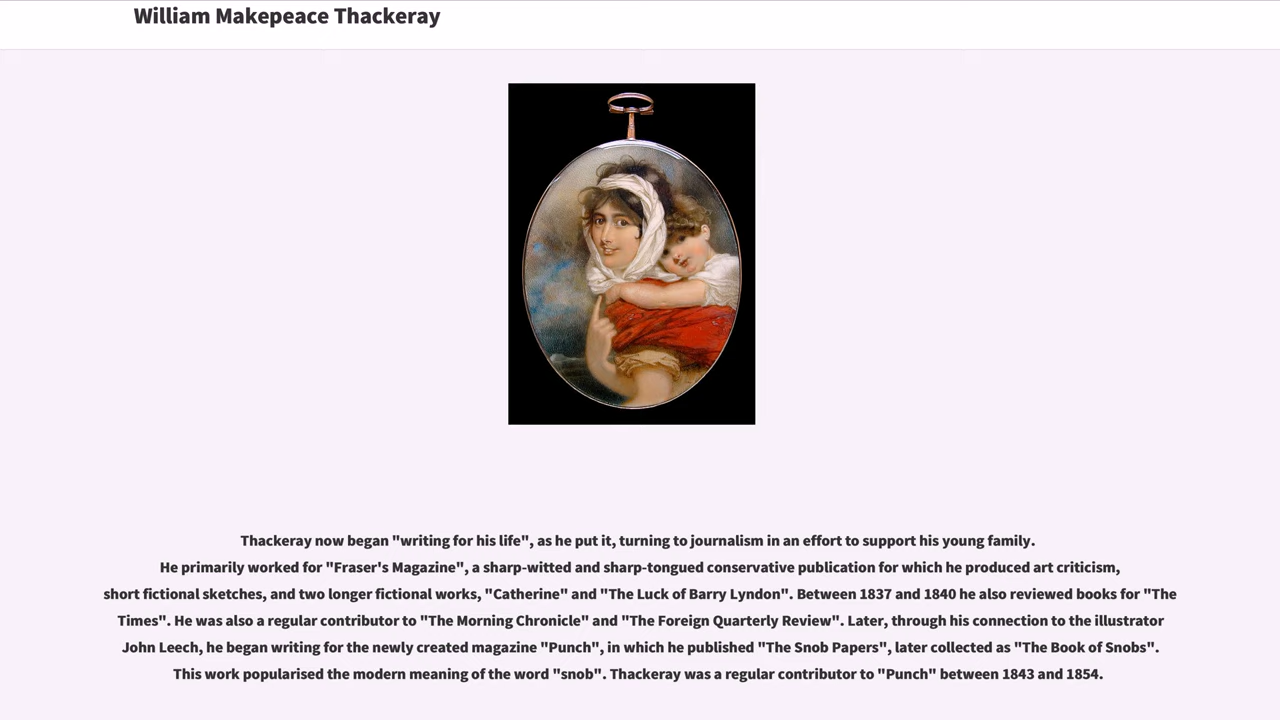 William Makepeace Thackeray
Thackeray now began "writing for his life", as he put it, turning to journalism in an effort to support his young family.
He primarily worked for "Fraser's Magazine", a sharp-witted and sharp-tongued conservative publication for which he produced art criticism,
short fictional sketches, and two longer fictional works, "Catherine" and "The Luck of Barry Lyndon". Between 1837 and 1840 he also reviewed books for "The
Times". He was also a regular contributor to "The Morning Chronicle" and "The Foreign Quarterly Review". Later, through his connection to the illustrator
John Leech, he began writing for the newly created magazine "Punch", in which he published "The Snob Papers", later collected as "The Book of Snobs".
This work popularised the modern meaning of the word "snob". Thackeray was a regular contributor to "Punch" between 1843 and 1854.